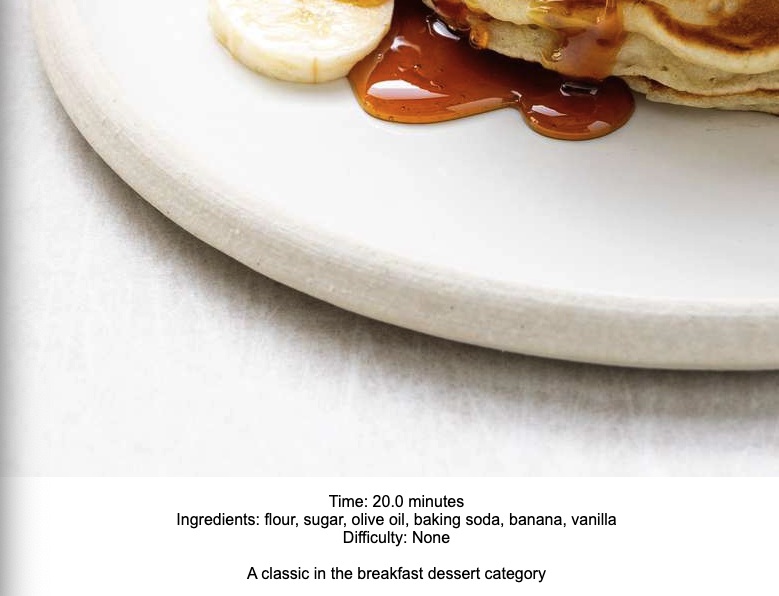 Time: 20.0 minutes
Ingredients: flour, sugar, olive oil, baking soda, banana, vanilla
Difficulty: None
A classic in the breakfast dessert category